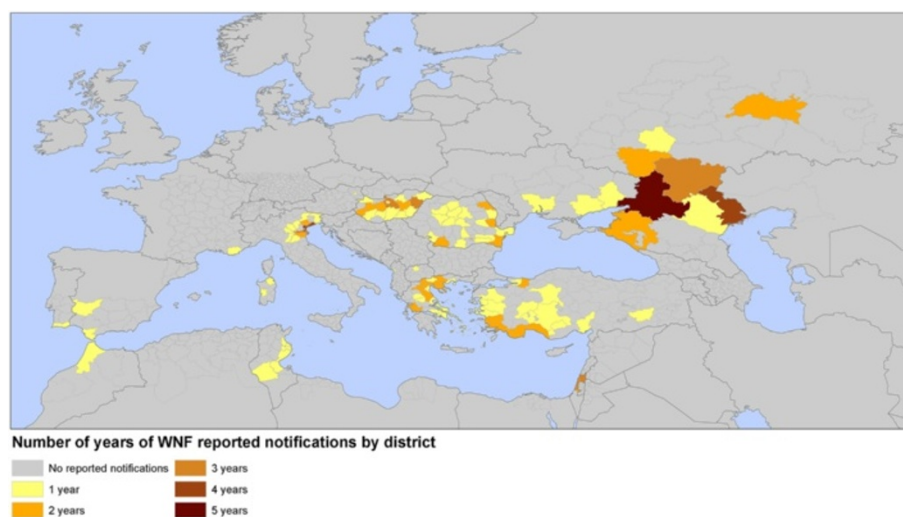 Number of years of WNF reported notifications by district
No reported notifications
1 year
2 years
3 years
4 years
5 years